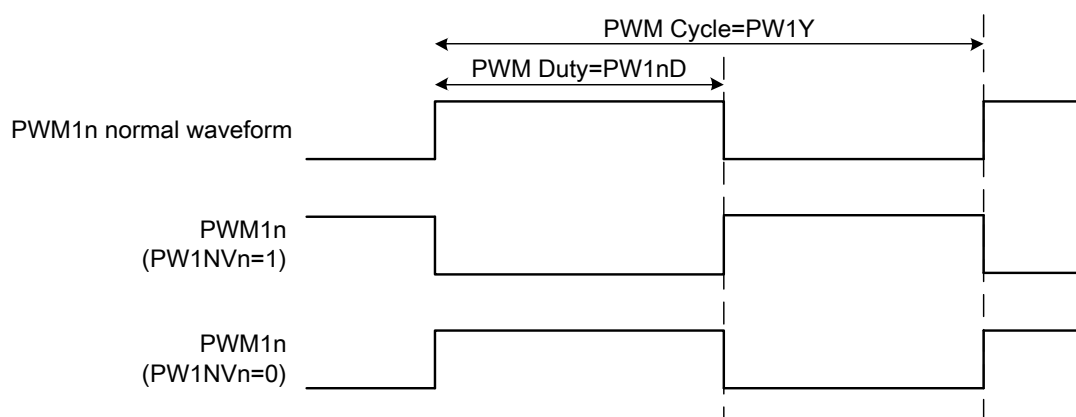 PWM Cycle=PW1Y
PWM Duty=PW1nD
PWM1n normal waveform
PWM1n
(PW1NVn=1)
PWM1n
(PW1NVn=0)